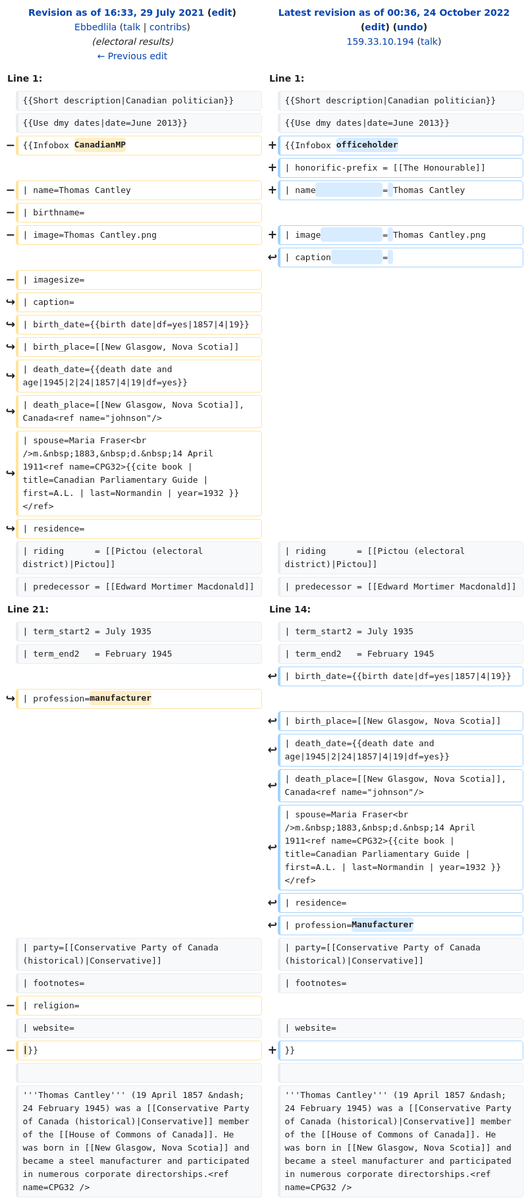 Revision as of 16:33, 29 July 2021 (edit)
Ebbedlila (talk | contribs)
(electoral results)
← Previous edit
Latest revision as of 00:36, 24 October 2022
(edit) (undo)
159.33.10.194 (talk)
Line 1:
Line 1:
{{Short description|Canadian politician}}
{{Short description|Canadian politician}}
{{Use dmy dates|date=June 2013}}
{{Use dmy dates|date=June 2013}}
− {{Infobox CanadianMP
+ {{Infobox officeholder
+ | honorific-prefix = [[The Honourable]]
− | name=Thomas Cantley
+ | name = Thomas Cantley
− | birthname=
− | image=Thomas Cantley.png
+ | image = Thomas Cantley.png
↩ | caption =
− | imagesize=
↪ | caption=
↪ | birth_date={{birth date|df=yes|1857|4|19}}
↪ | birth_place=[[New Glasgow, Nova Scotia]]
↪ | death_date={{death date and
age|1945|2|24|1857|4|19|df=yes}}
↪ | death_place=[[New Glasgow, Nova Scotia]],
Canada<ref name="johnson"/>
↪ | spouse=Maria Fraser<br
/>m.&nbsp;1883,&nbsp;d.&nbsp;14 April
1911<ref name=CPG32>{{cite book |
title=Canadian Parliamentary Guide |
first=A.L. | last=Normandin | year=1932 }}
</ref>
↪ | residence=
| riding = [[Pictou (electoral
district)|Pictou]]
| riding = [[Pictou (electoral
district)|Pictou]]
| predecessor = [[Edward Mortimer Macdonald]]
| predecessor = [[Edward Mortimer Macdonald]]
Line 21:
Line 14:
| term_start2 = July 1935
| term_start2 = July 1935
| term_end2 = February 1945
| term_end2 = February 1945
↩ | birth_date={{birth date|df=yes|1857|4|19}}
↪ | profession=manufacturer
↩ | birth_place=[[New Glasgow, Nova Scotia]]
↩ | death_date={{death date and
age|1945|2|24|1857|4|19|df=yes}}
↩ | death_place=[[New Glasgow, Nova Scotia]],
Canada<ref name="johnson"/>
↩ | spouse=Maria Fraser<br
/>m.&nbsp;1883,&nbsp;d.&nbsp;14 April
1911<ref name=CPG32>{{cite book |
title=Canadian Parliamentary Guide |
first=A.L. | last=Normandin | year=1932 }}
</ref>
↩ | residence=
↩ | profession=Manufacturer
| party=[[Conservative Party of Canada
(historical)|Conservative]]
| party=[[Conservative Party of Canada
(historical)|Conservative]]
| footnotes=
| footnotes=
− | religion=
| website=
| website=
− |}}
+ }}
'''Thomas Cantley''' (19 April 1857 &ndash;
24 February 1945) was a [[Conservative Party
of Canada (historical)|Conservative]] member
of the [[House of Commons of Canada]]. He
was born in [[New Glasgow, Nova Scotia]] and
became a steel manufacturer and participated
in numerous corporate directorships.<ref
name=CPG32 />
'''Thomas Cantley''' (19 April 1857 &ndash;
24 February 1945) was a [[Conservative Party
of Canada (historical)|Conservative]] member
of the [[House of Commons of Canada]]. He
was born in [[New Glasgow, Nova Scotia]] and
became a steel manufacturer and participated
in numerous corporate directorships.<ref
name=CPG32 />